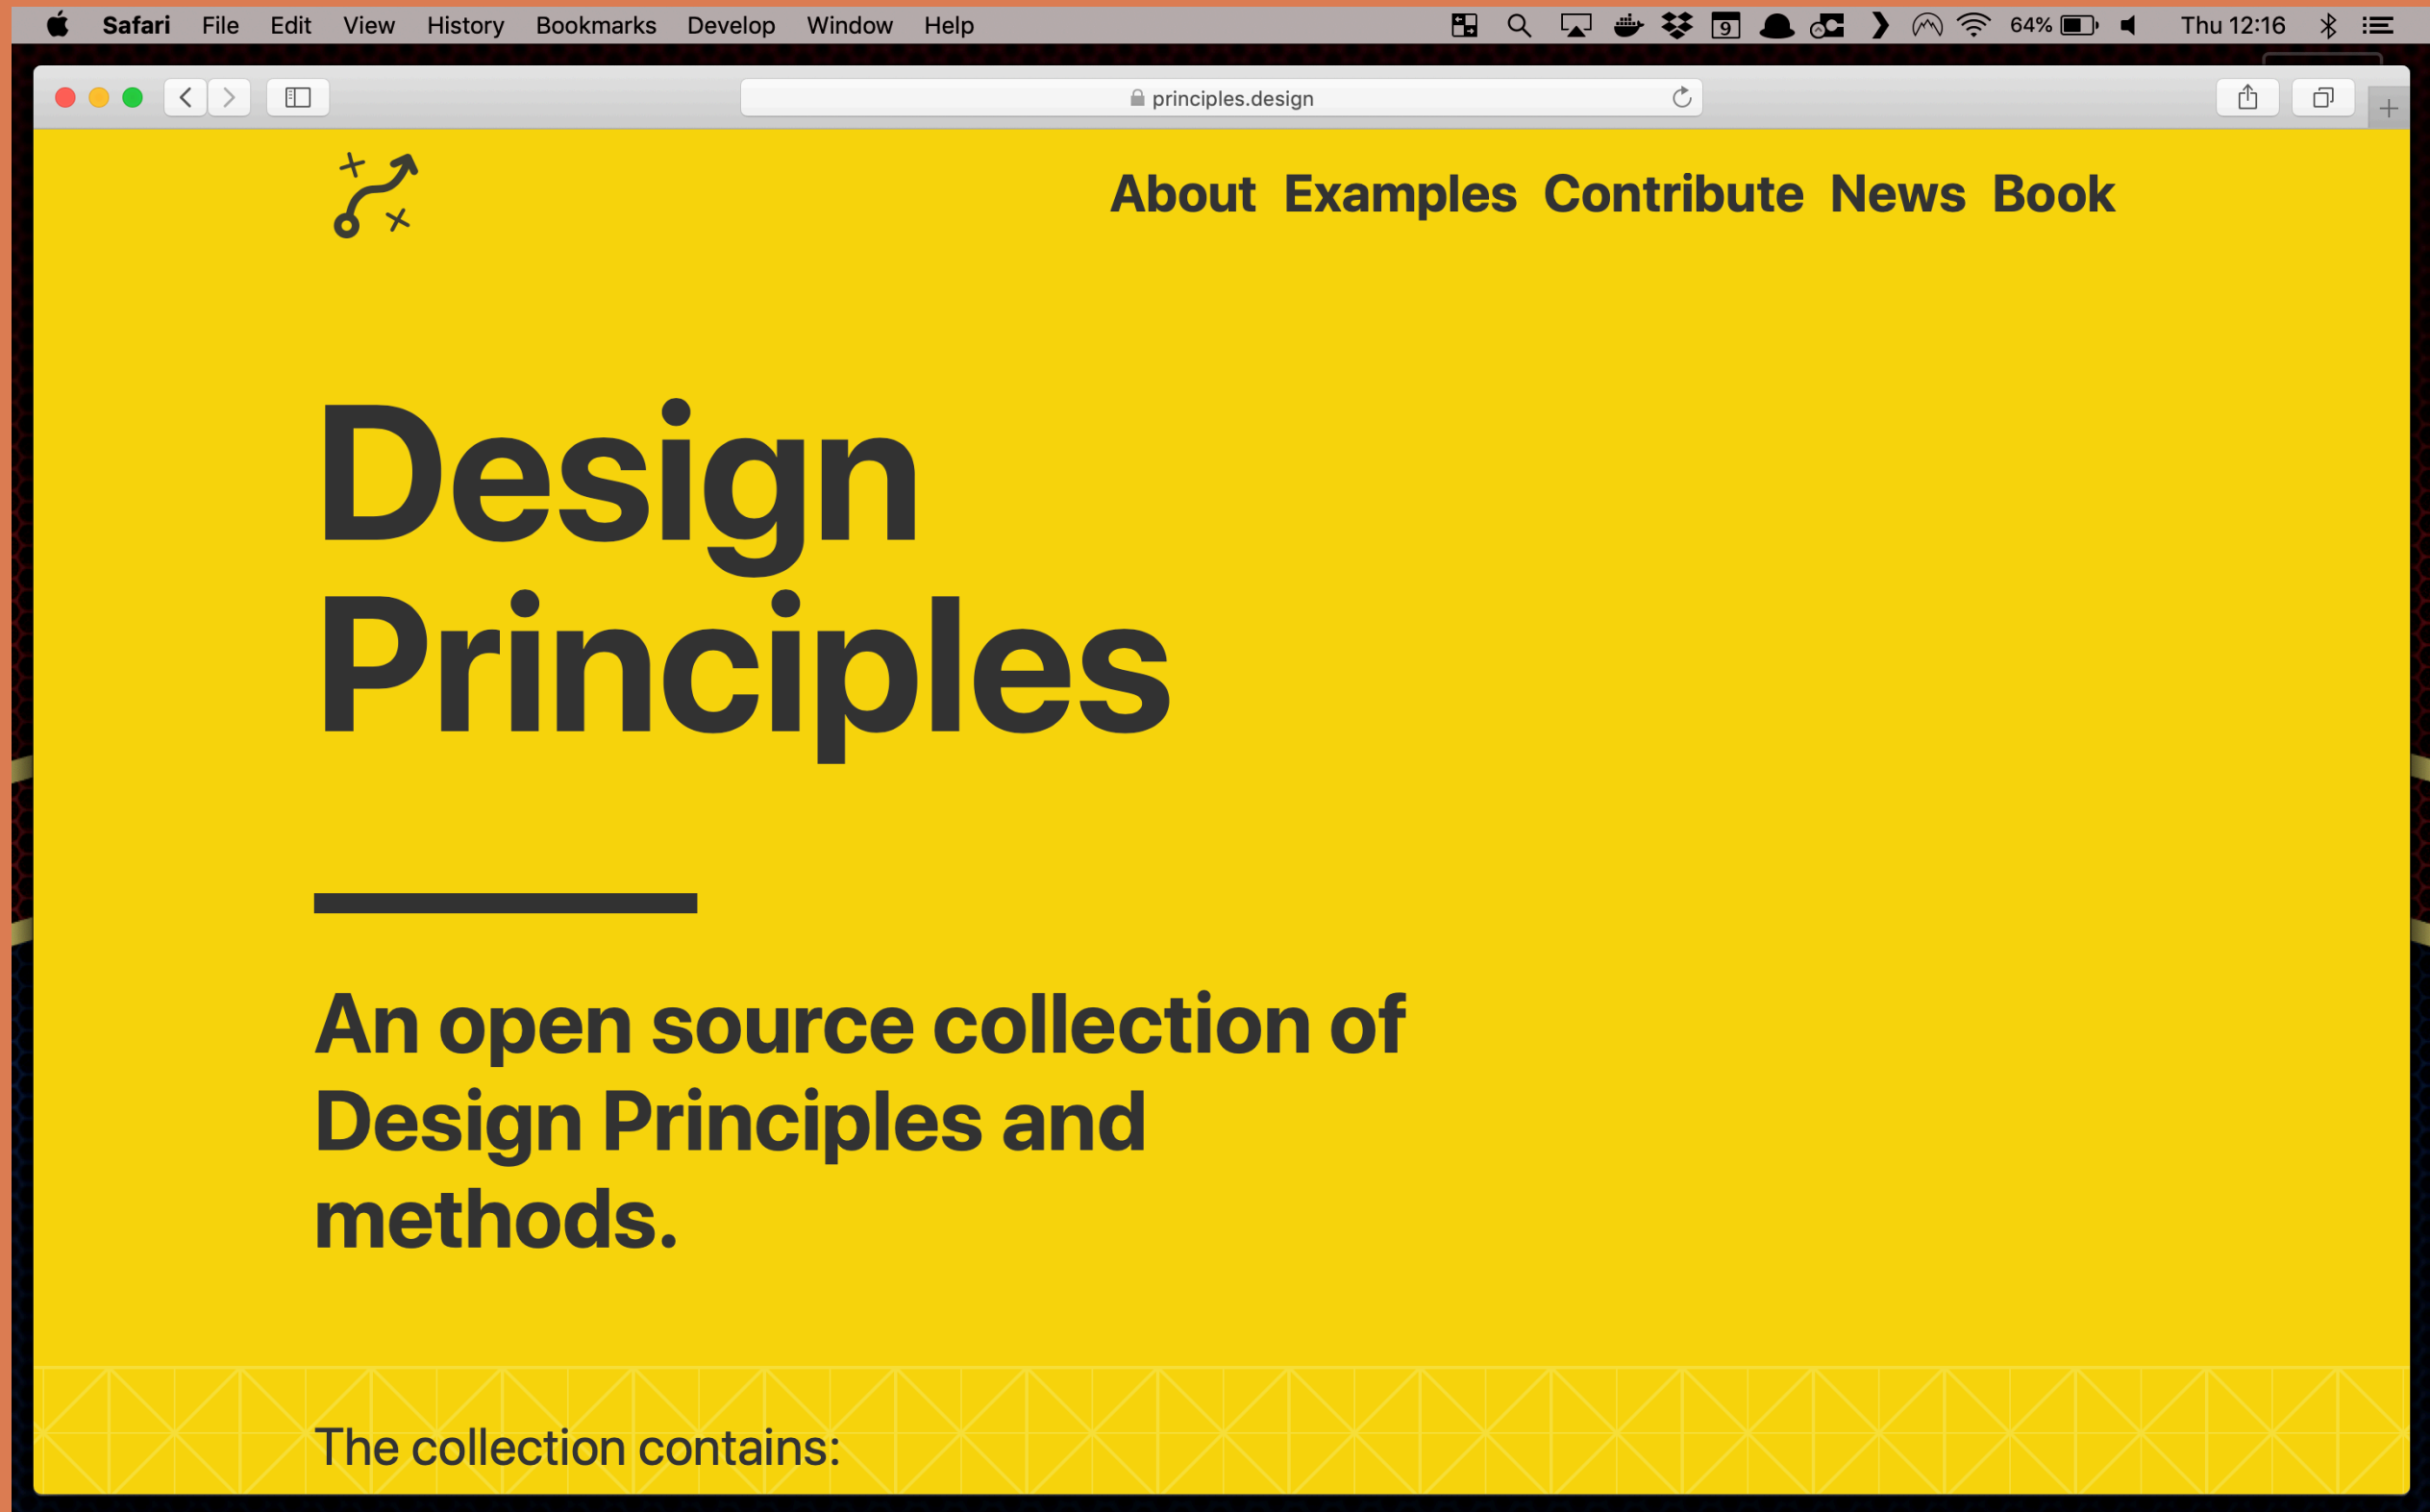 Safari File Edit View History Bookmarks Develop Window Help 9 64% Thu 12:16
principles.design
About Examples Contribute News Book
Design
Principles
An open source collection of
Design Principles and
methods.
The collection contains: